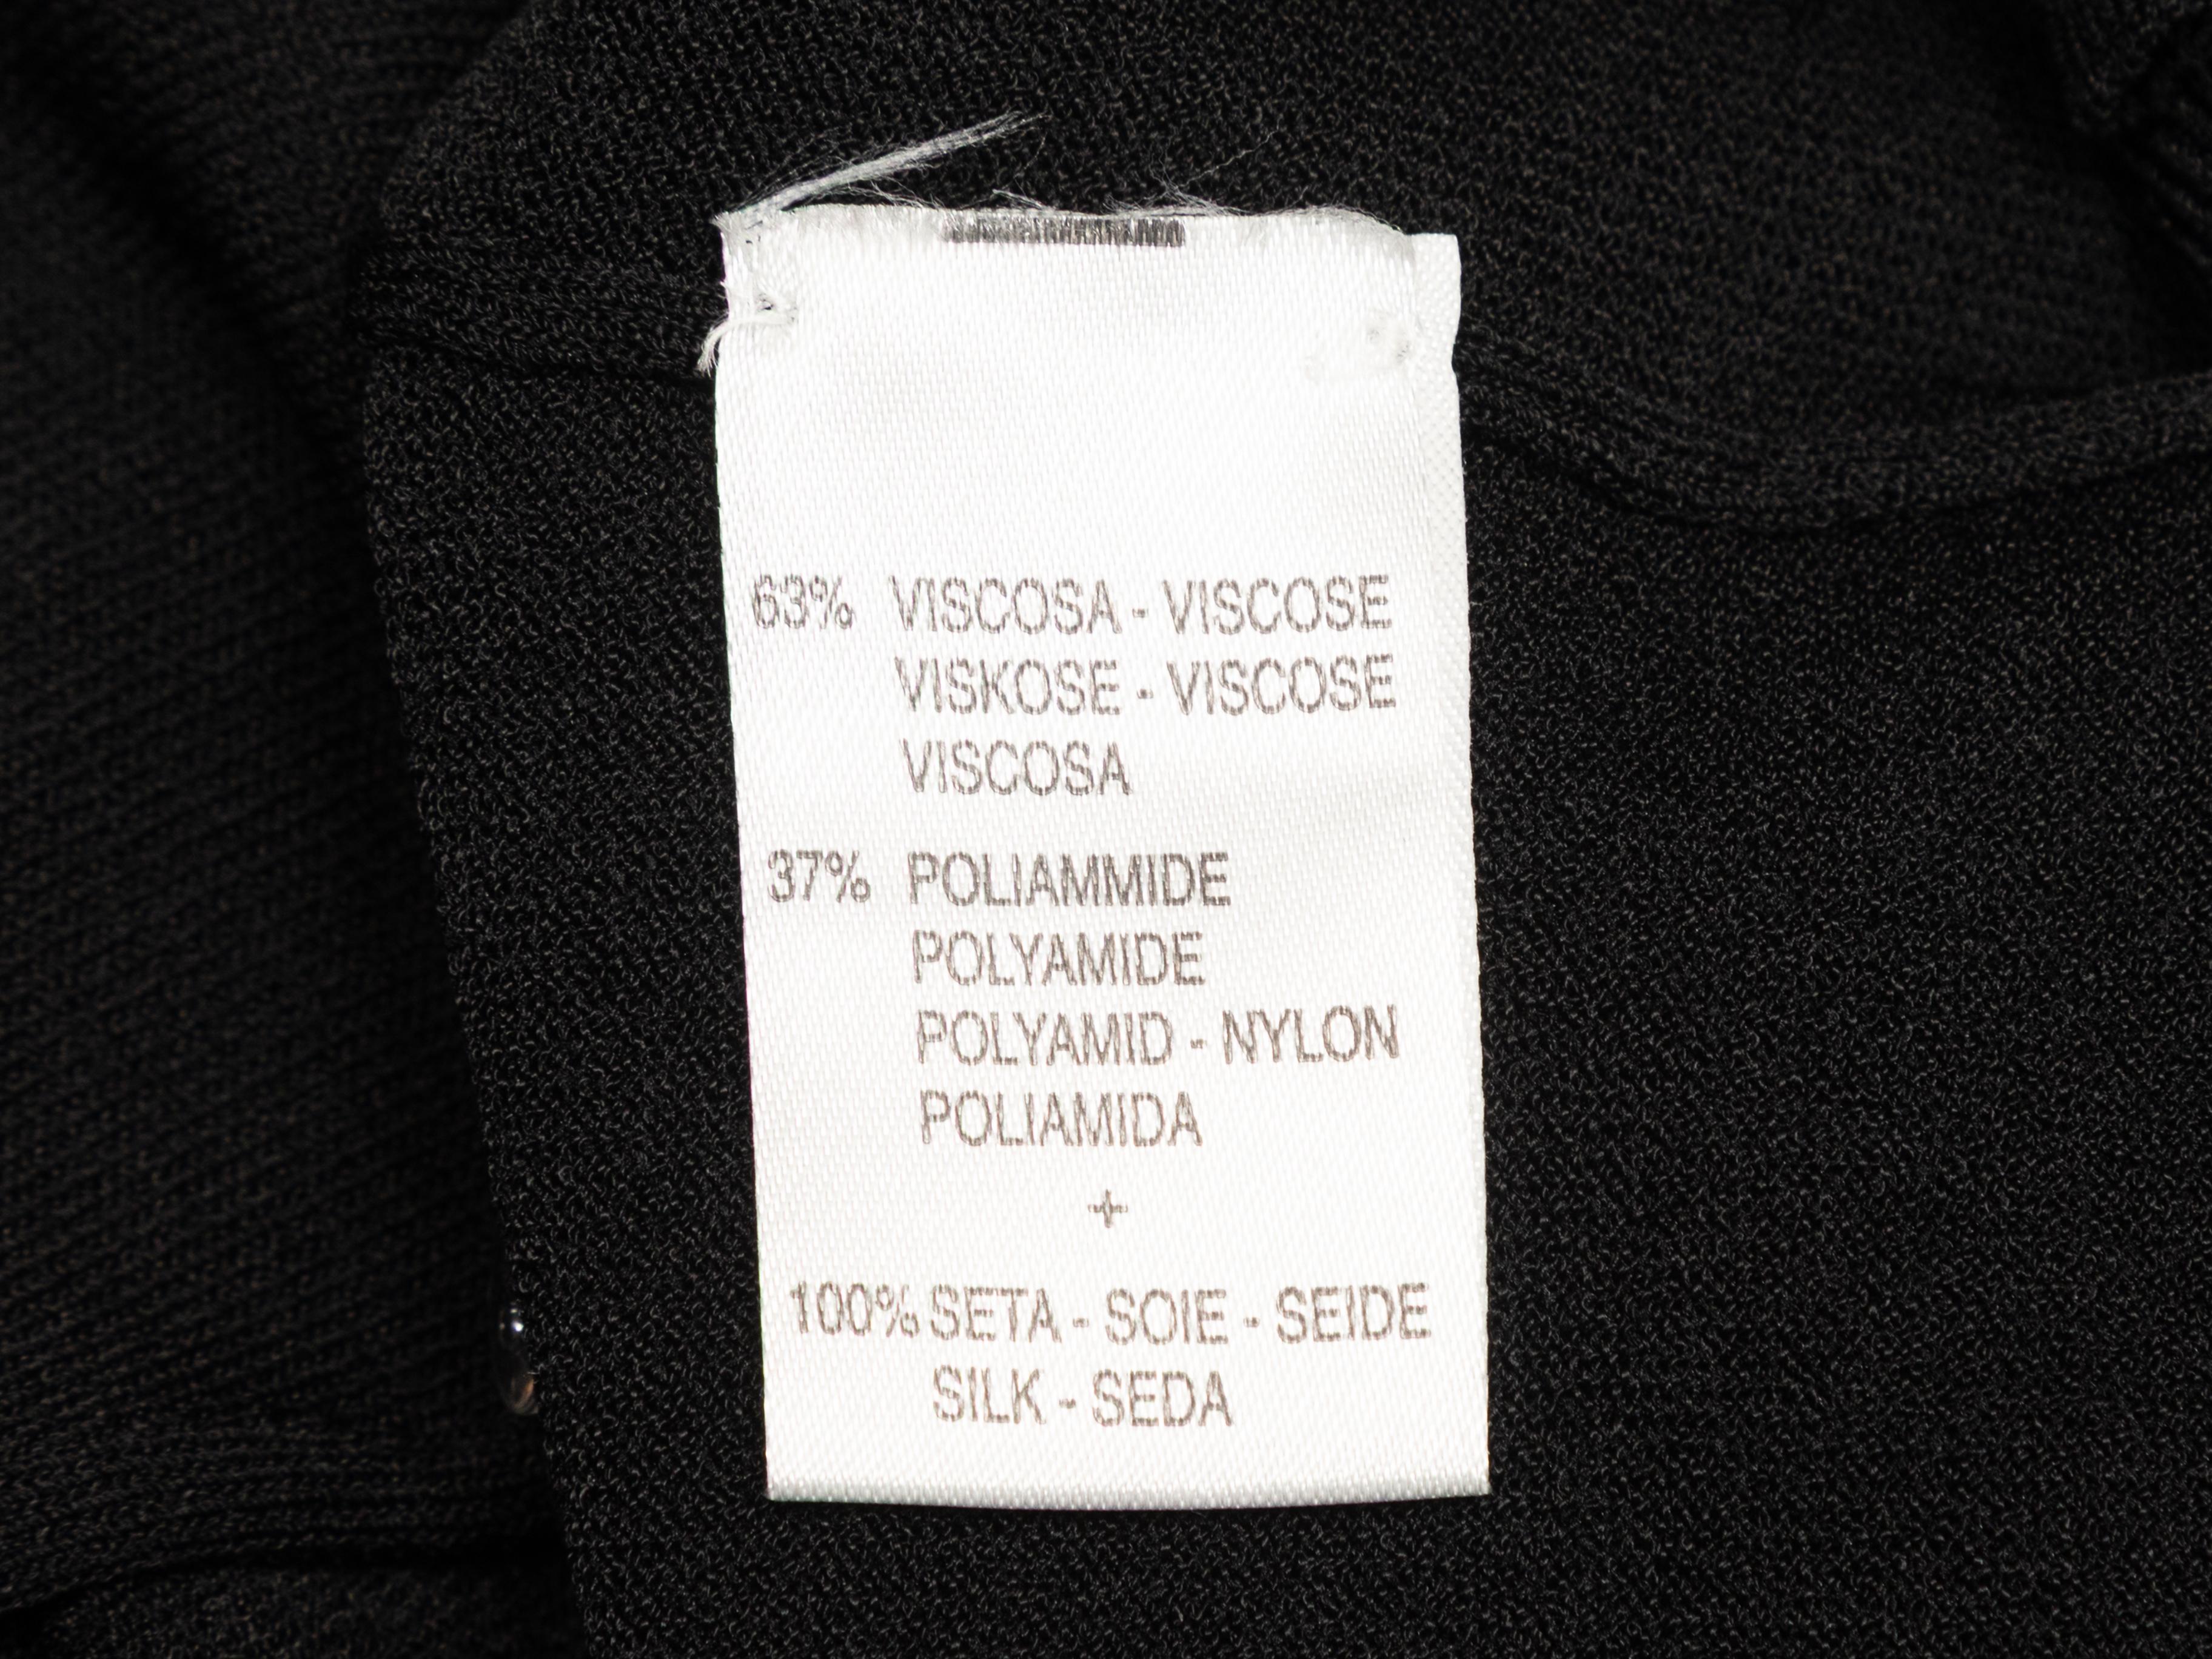 63% VISCOSA - VISCOSE
VISKOSE - VISCOSE
VISCOSA
37% POLIAMMIDE
POLYAMIDE
POLYAMID - NYLON
POLIAMIDA
+
100% SETA - SOIE - SEIDE
SILK - SEDA